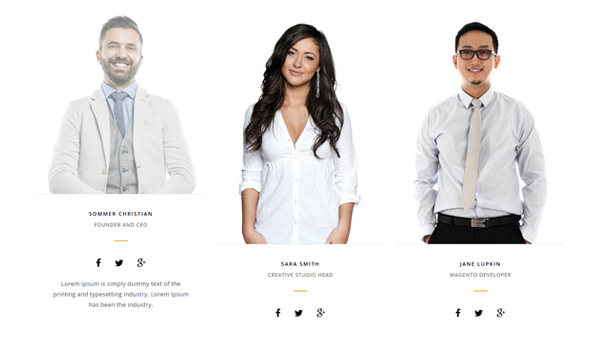 SOMMER CHRISTIAN
FOUNDER AND CEO
Lorem Ipsum is simply dummy text of the
printing and typesetting industry. Lorem Ipsum
has been the industry.
SARA SMITH
CREATIVE STUDIO HEAD
JANE LUPKIN
MAGENTO DEVELOPER